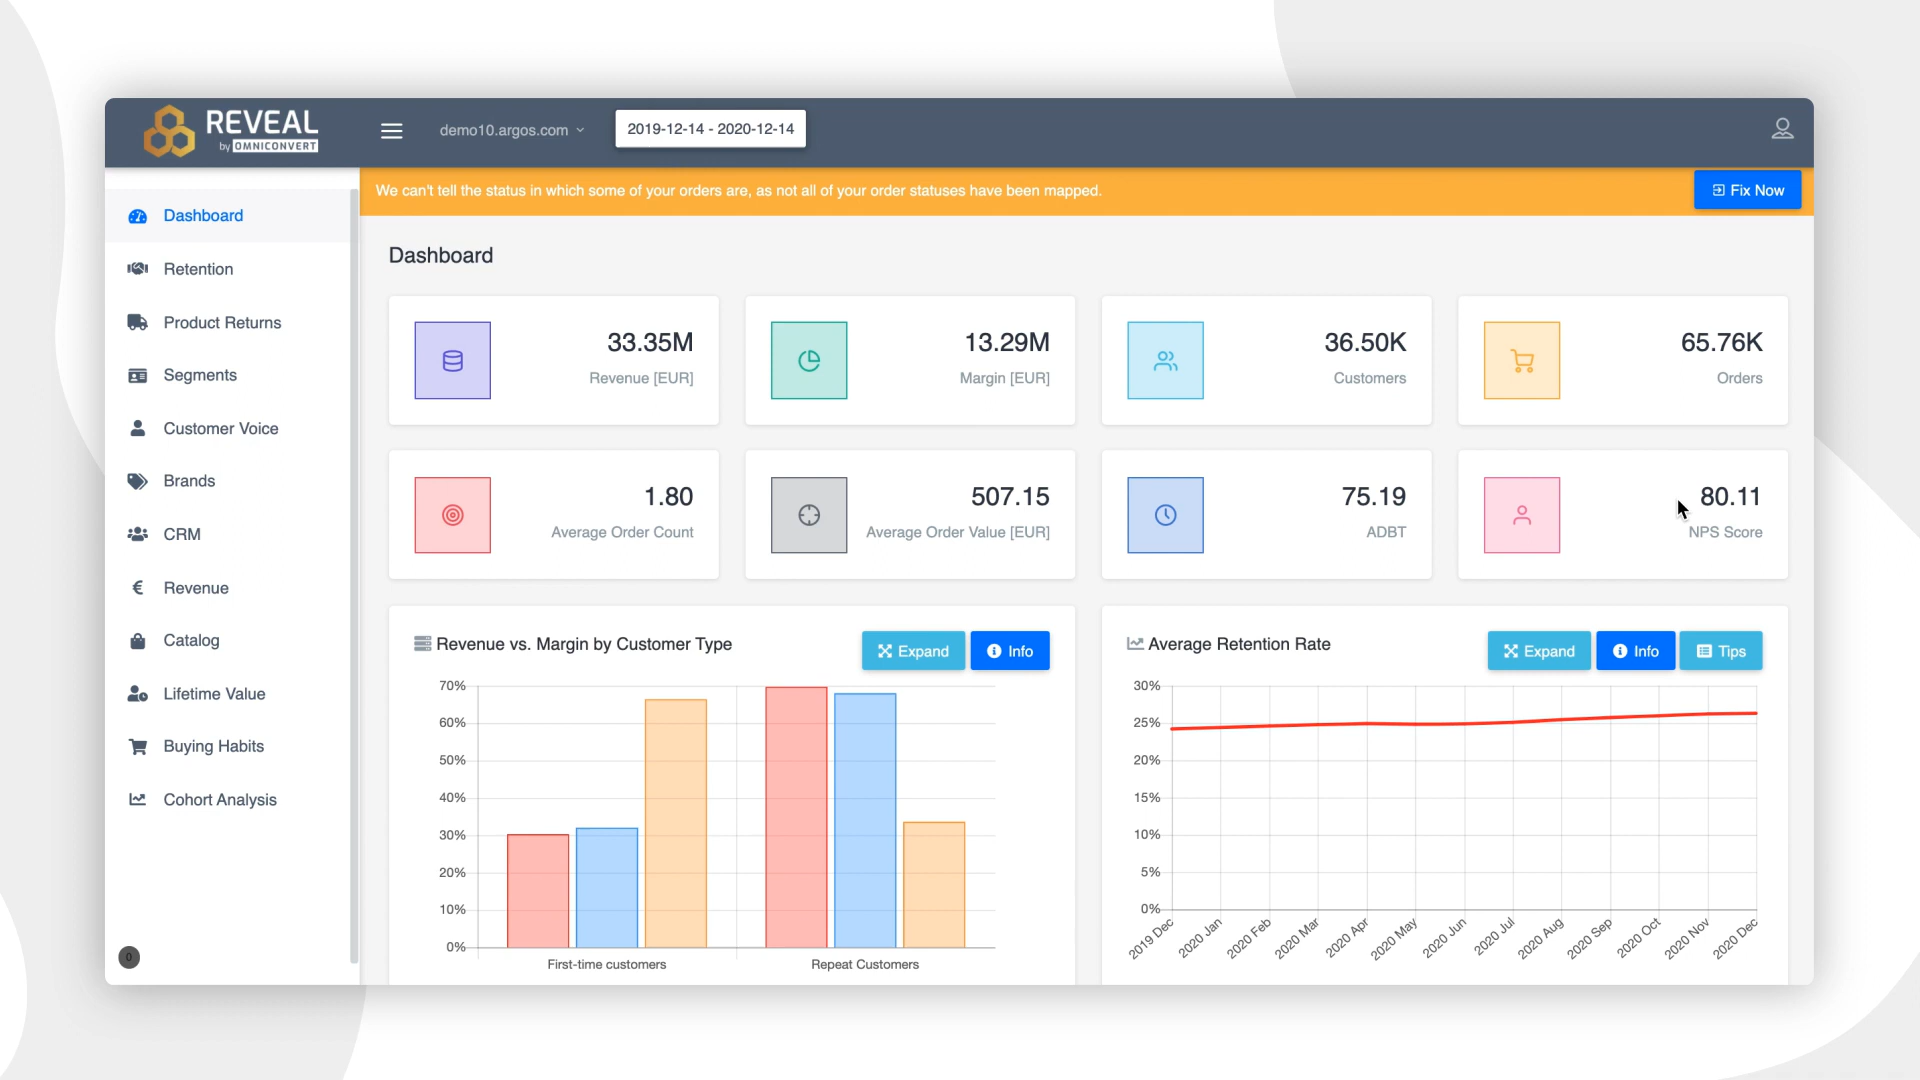 REVEAL
by OMNICONVERT
demo10.argos.com
2019-12-14 - 2020-12-14
We can't tell the status in which some of your orders are, as not all of your order statuses have been mapped.
Fix Now
Dashboard
Retention
Product Returns
Segments
Customer Voice
Brands
CRM
€ Revenue
Catalog
Lifetime Value
Buying Habits
Cohort Analysis
0
Dashboard
33.35M
Revenue [EUR]
13.29M
Margin [EUR]
36.50K
Customers
65.76K
Orders
1.80
Average Order Count
507.15
Average Order Value [EUR]
75.19
ADBT
80.11
NPS Score
Revenue vs. Margin by Customer Type
Expand
Info
70%
60%
50%
40%
30%
20%
10%
0%
First-time customers
Repeat Customers
Average Retention Rate
Expand
Info
Tips
30%
25%
20%
15%
10%
5%
0%
2019 Dec
2020 Jan
2020 Feb
2020 Mar
2020 Apr
2020 May
2020 Jun
2020 Jul
2020 Aug
2020 Sep
2020 Oct
2020 Nov
2020 Dec